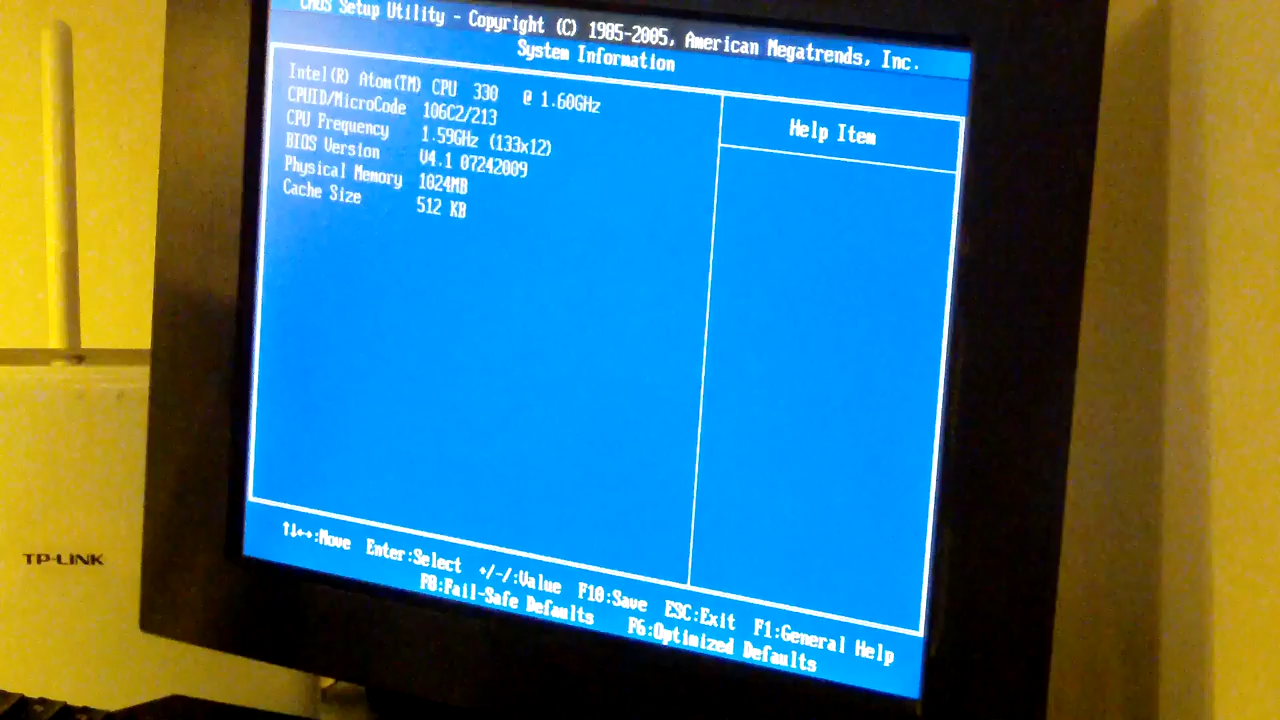 CMOS Setup Utility - Copyright (C) 1985-2005, American Megatrends, Inc.
System Information
Intel(R) Atom(TM) CPU 330 @ 1.60GHz
CPUID/MicroCode 106C2/213
CPU Frequency 1.59GHz (133x12)
BIOS Version V4.1 07242009
Physical Memory 1024MB
Cache Size 512 KB
Help Item
↑↓←→:Move Enter:Select +/-/:Value F10:Save ESC:Exit F1:General Help
F8:Fail-Safe Defaults F6:Optimized Defaults
TP-LINK